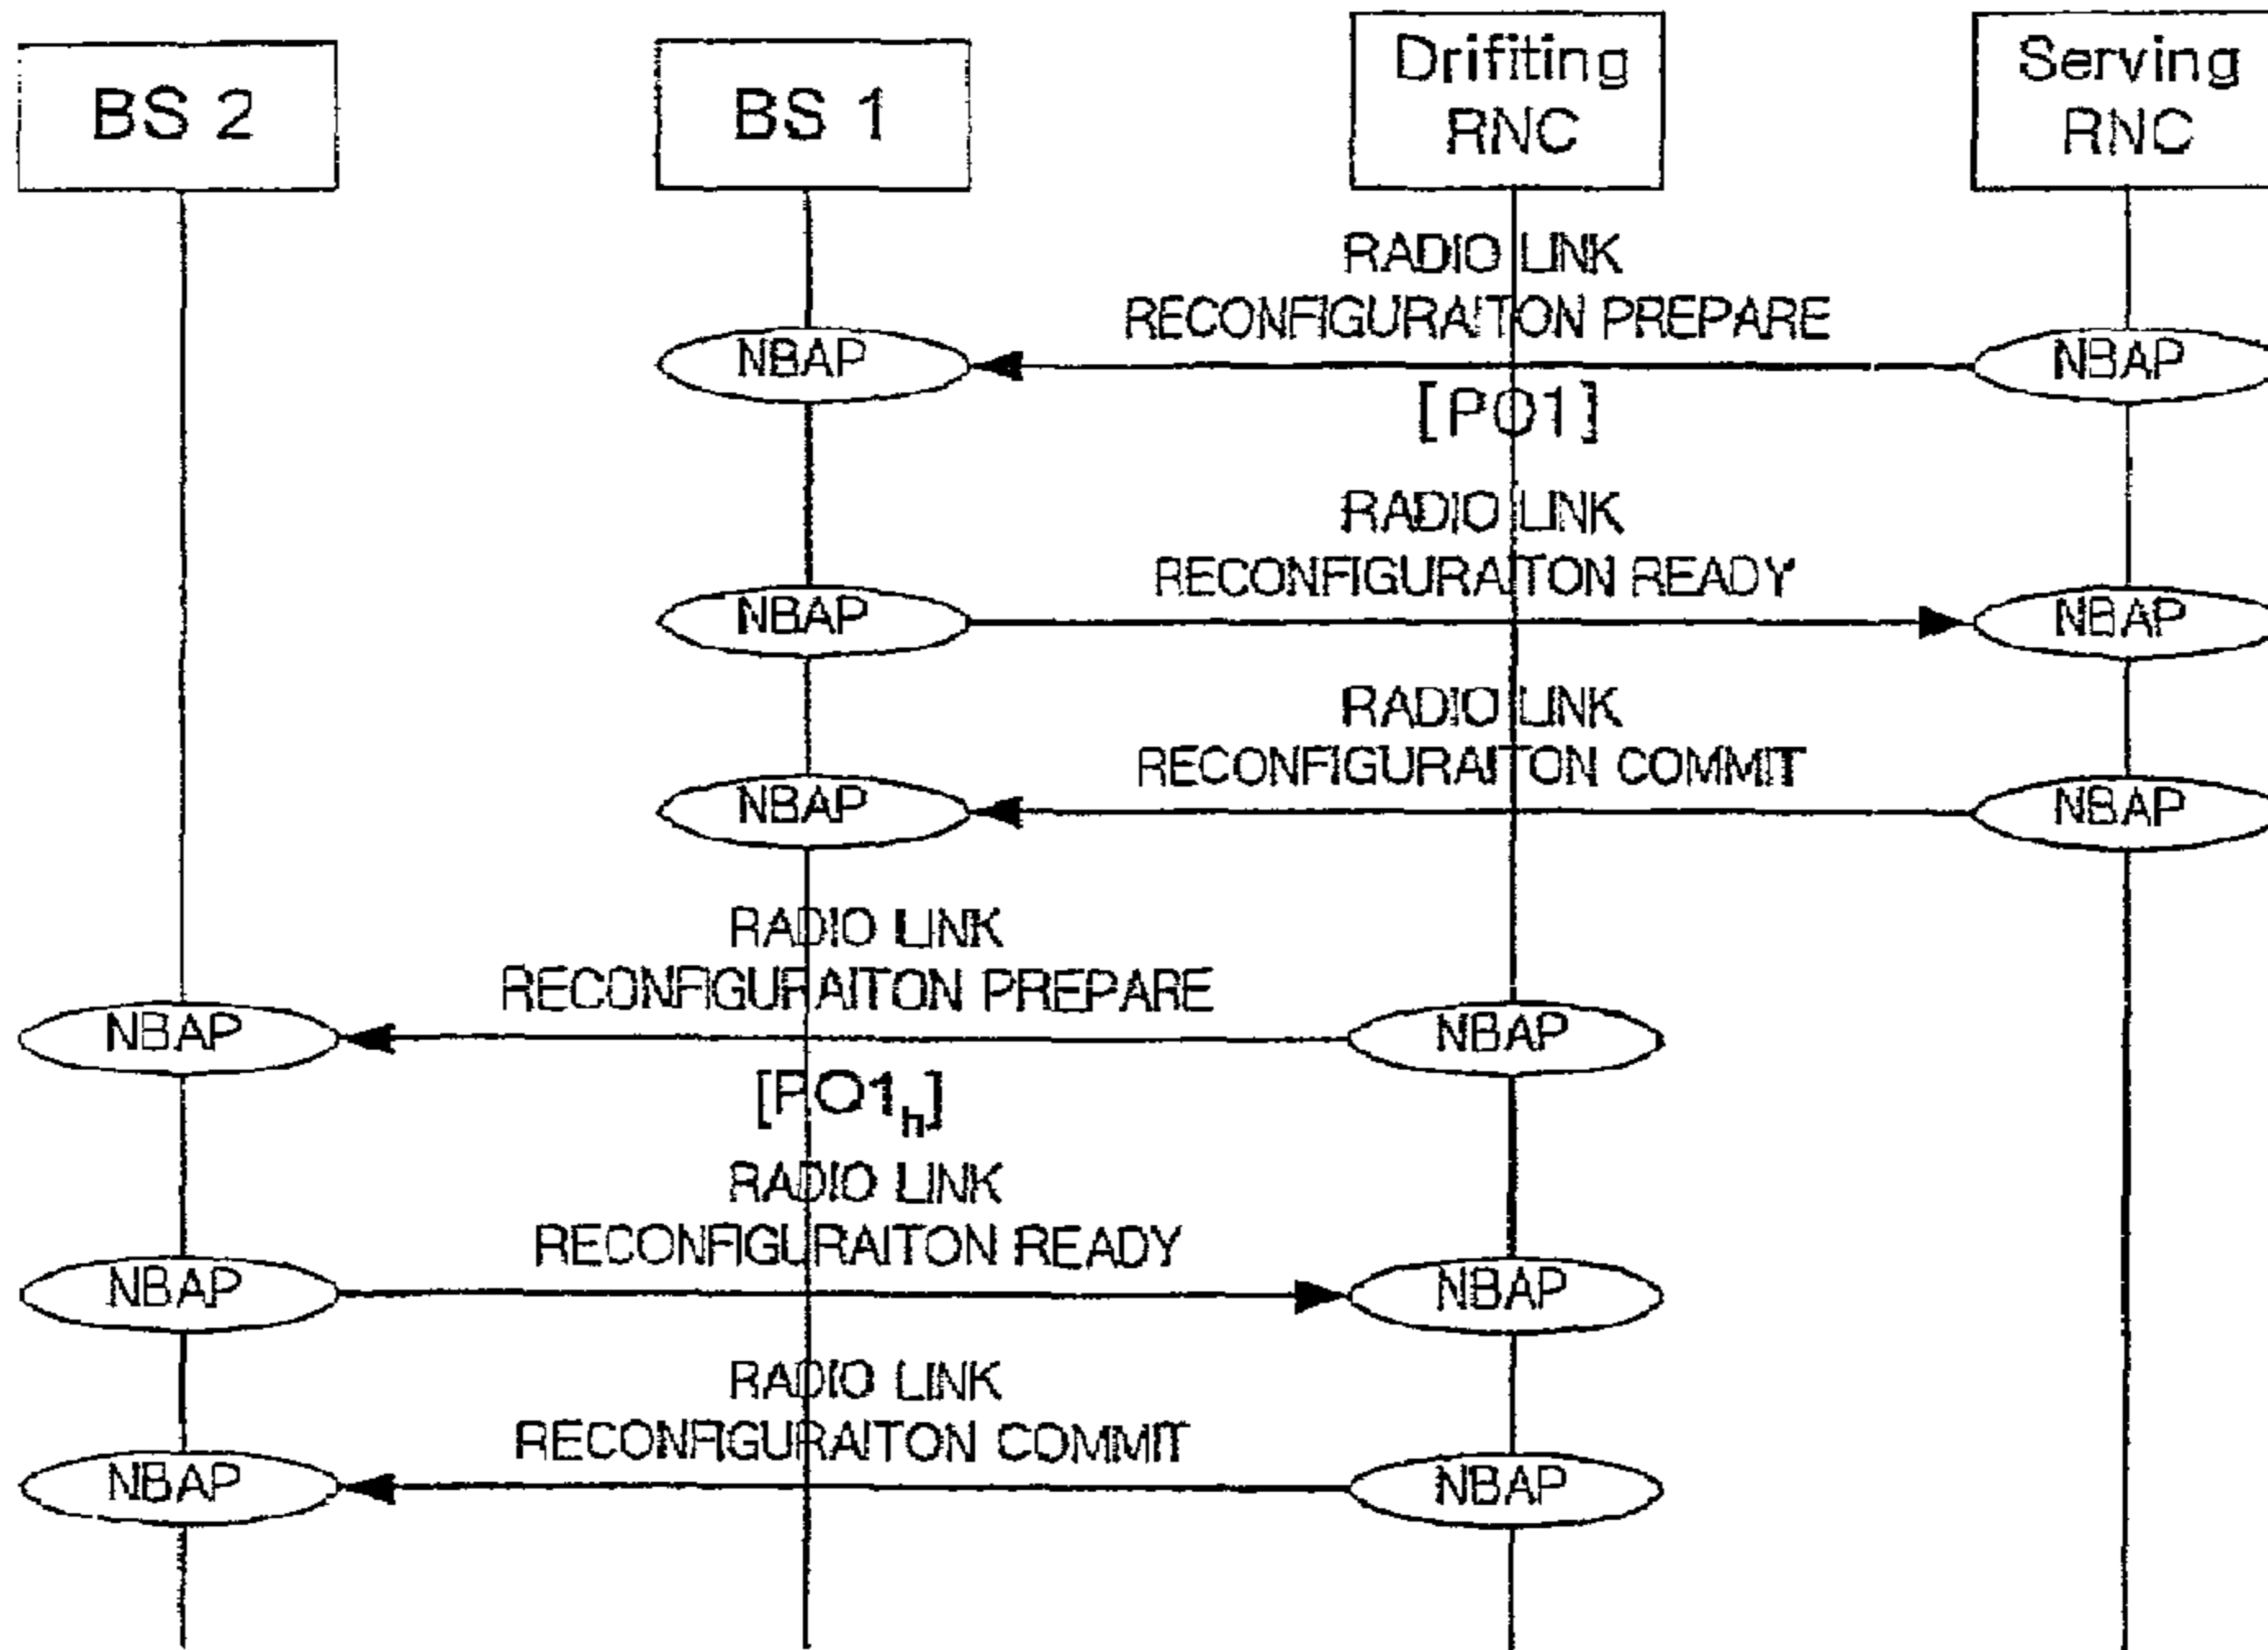 BS 2
BS 1
Drifiting
RNC
Serving
RNC
RADIO LINK
RECONFIGURAITON PREPARE
NBAP
NBAP
[PO1]
RADIO LINK
RECONFIGURAITON READY
NBAP
NBAP
RADIO LINK
RECONFIGURAITON COMMIT
NBAP
NBAP
RADIO LINK
RECONFIGURAITON PREPARE
NBAP
NBAP
[PO1h]
RADIO LINK
RECONFIGURAITON READY
NBAP
NBAP
RADIO LINK
RECONFIGURAITON COMMIT
NBAP
NBAP